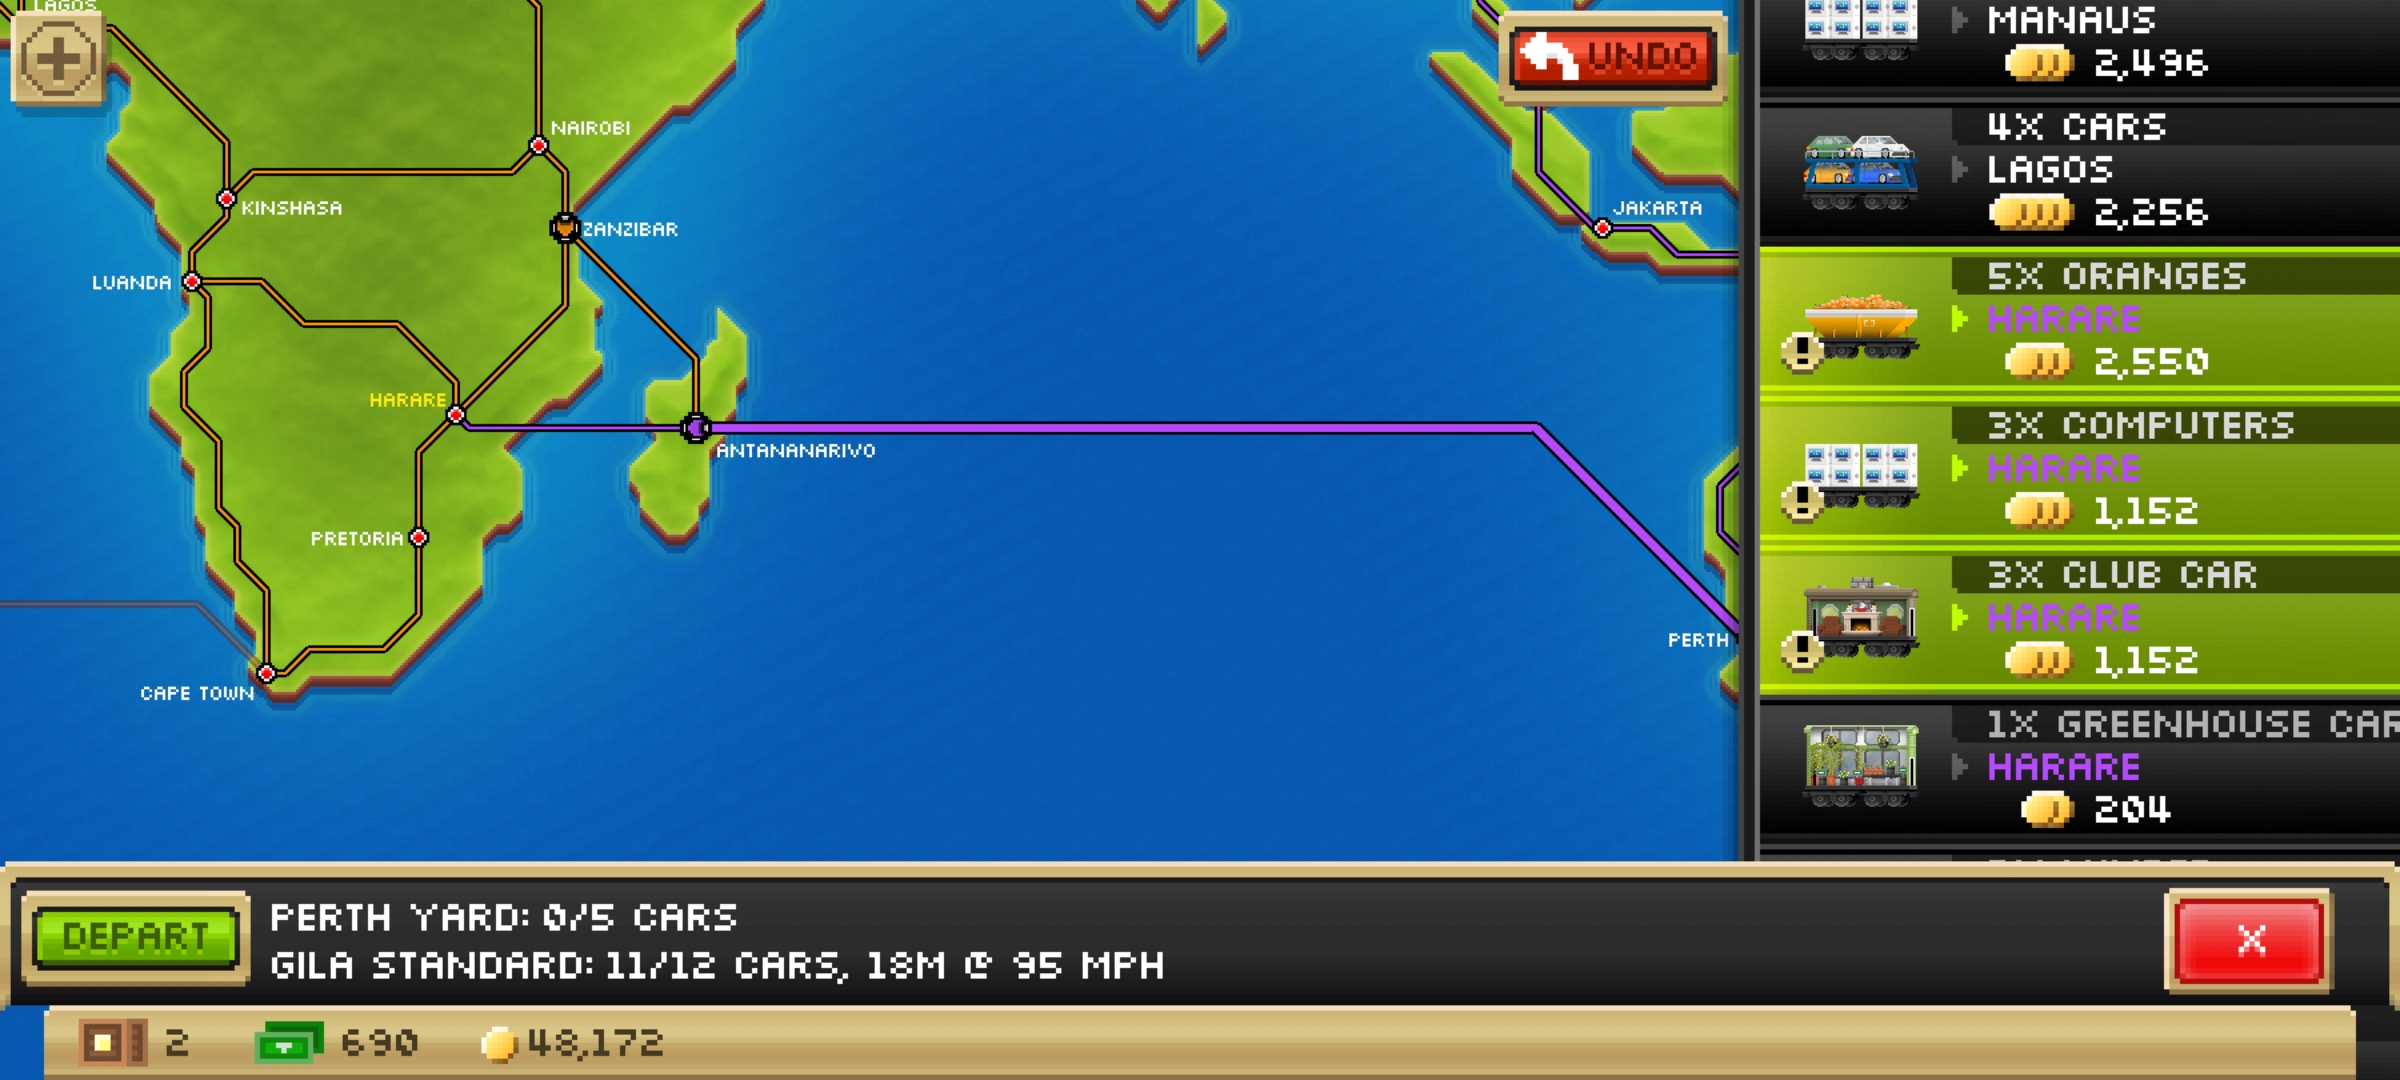 LAGOS
NAIROBI
KINSHASA
ZANZIBAR
LUANDA
HARARE
ANTANANARIVO
PRETORIA
CAPE TOWN
JAKARTA
PERTH
UNDO
MANAUS
2,496
4X CARS
LAGOS
2,256
5X ORANGES
HARARE
2,550
3X COMPUTERS
HARARE
1,152
3X CLUB CAR
HARARE
1,152
1X GREENHOUSE CAR
HARARE
204
DEPART
PERTH YARD: 0/5 CARS
GILA STANDARD: 11/12 CARS, 18M @ 95 MPH
X
2
690
48,172